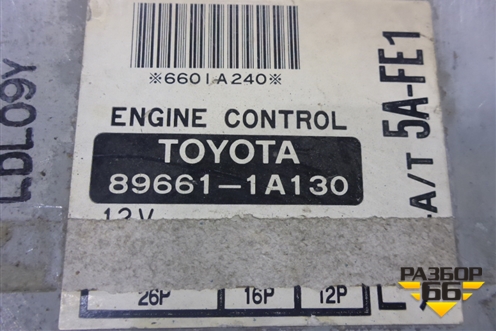 ※6601A240※
ENGINE CONTROL
TOYOTA
89661-1A130
12V
26P 16P 12P
LDL09Y
A/T 5A-FE1
РАЗБОР
66